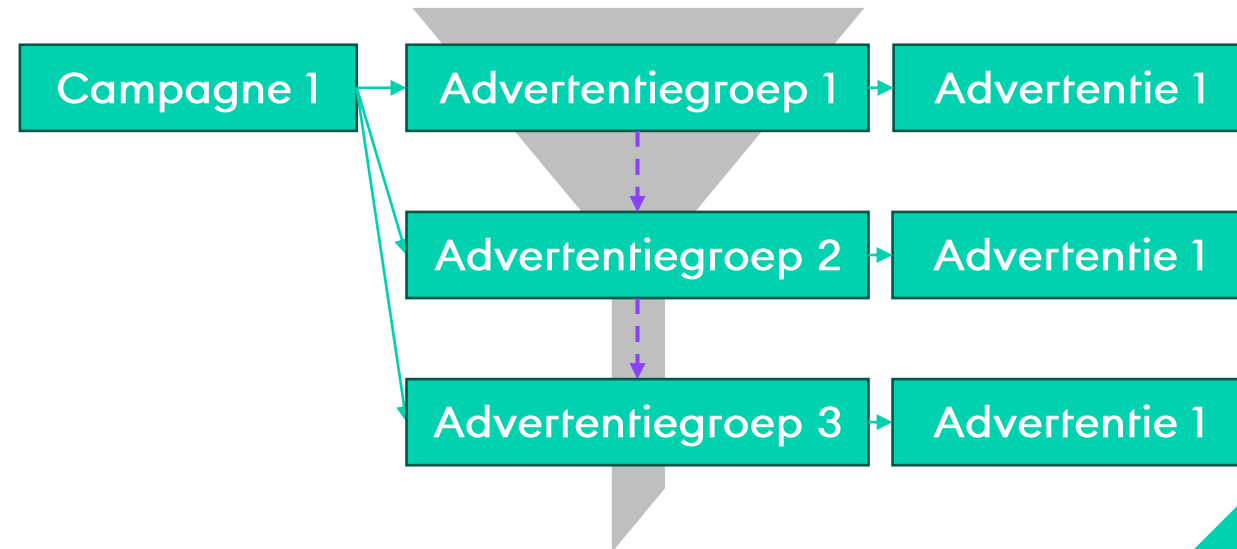 Campagne 1
Advertentiegroep 1
Advertentie 1
Advertentiegroep 2
Advertentie 1
Advertentiegroep 3
Advertentie 1